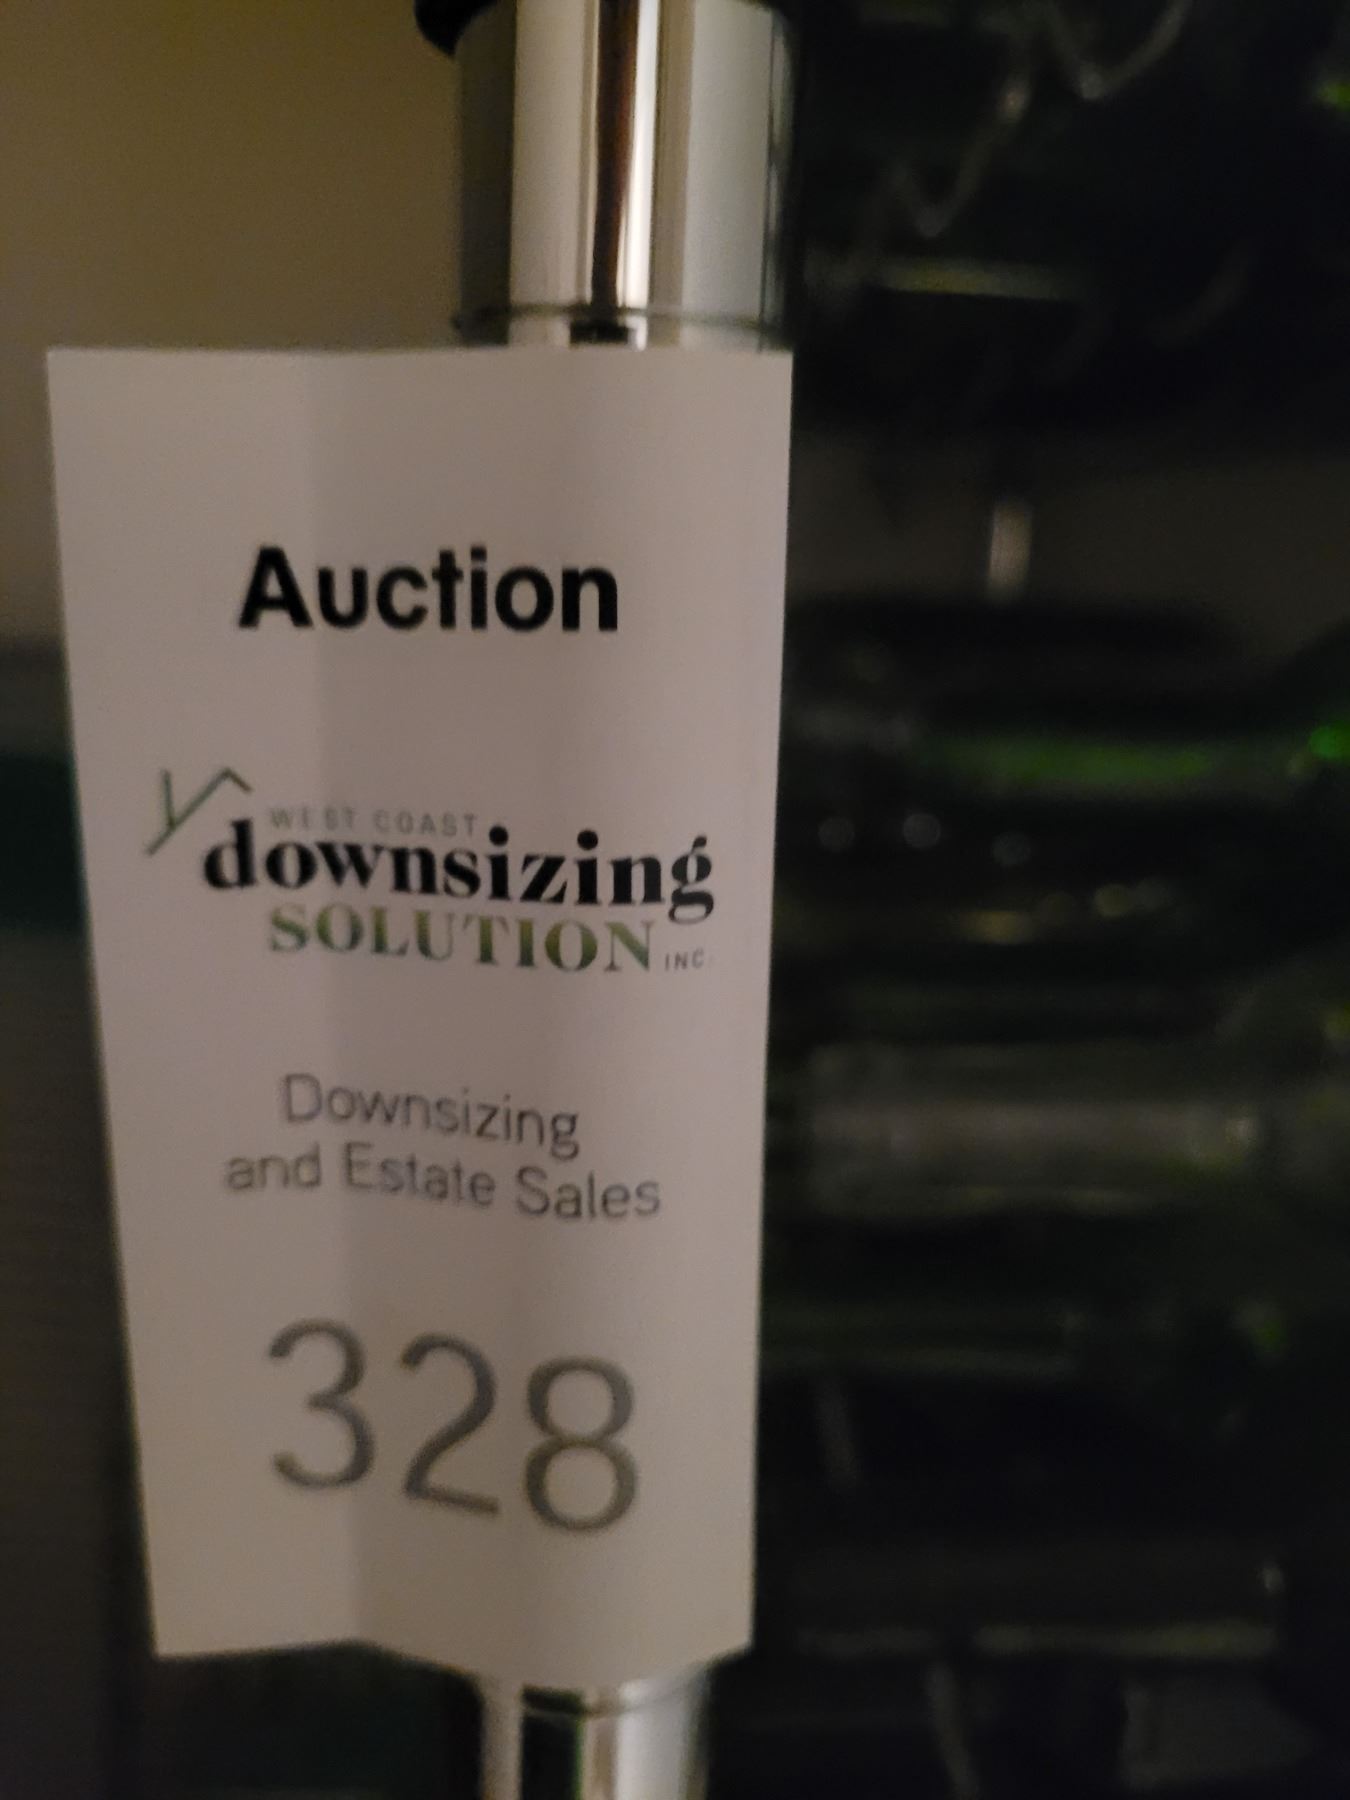 Auction
WEST COAST
downsizing
SOLUTION INC.
Downsizing
and Estate Sales
328